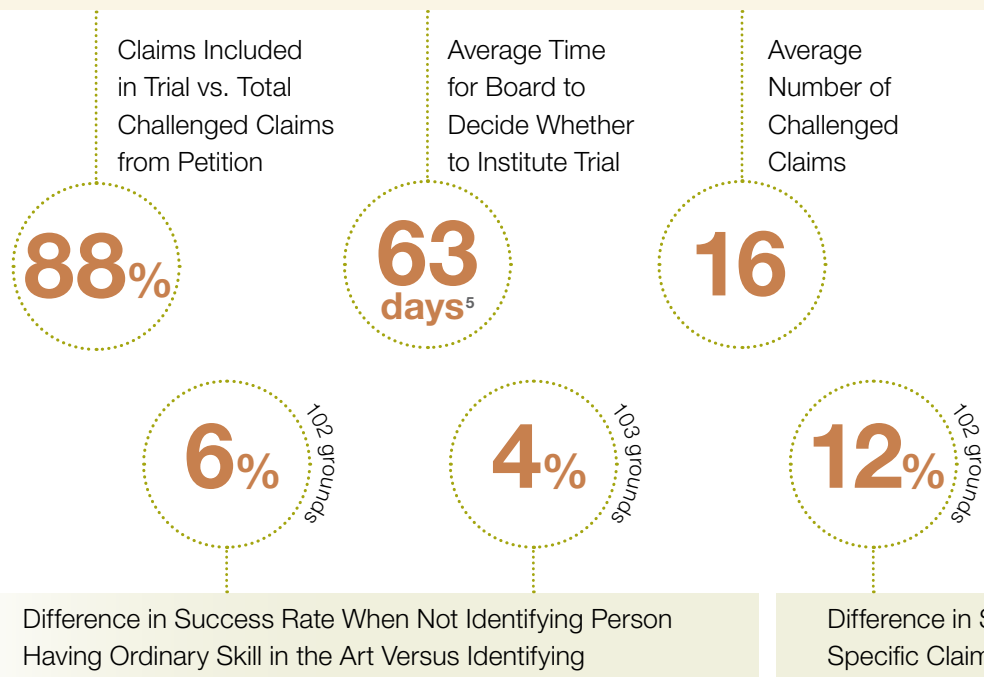 Claims Included
in Trial vs. Total
Challenged Claims
from Petition
88%
Average Time
for Board to
Decide Whether
to Institute Trial
63
days5
Average
Number of
Challenged
Claims
16
6%
102 grounds
4%
103 grounds
12%
102 grounds
Difference in Success Rate When Not Identifying Person
Having Ordinary Skill in the Art Versus Identifying
Difference in
Specific